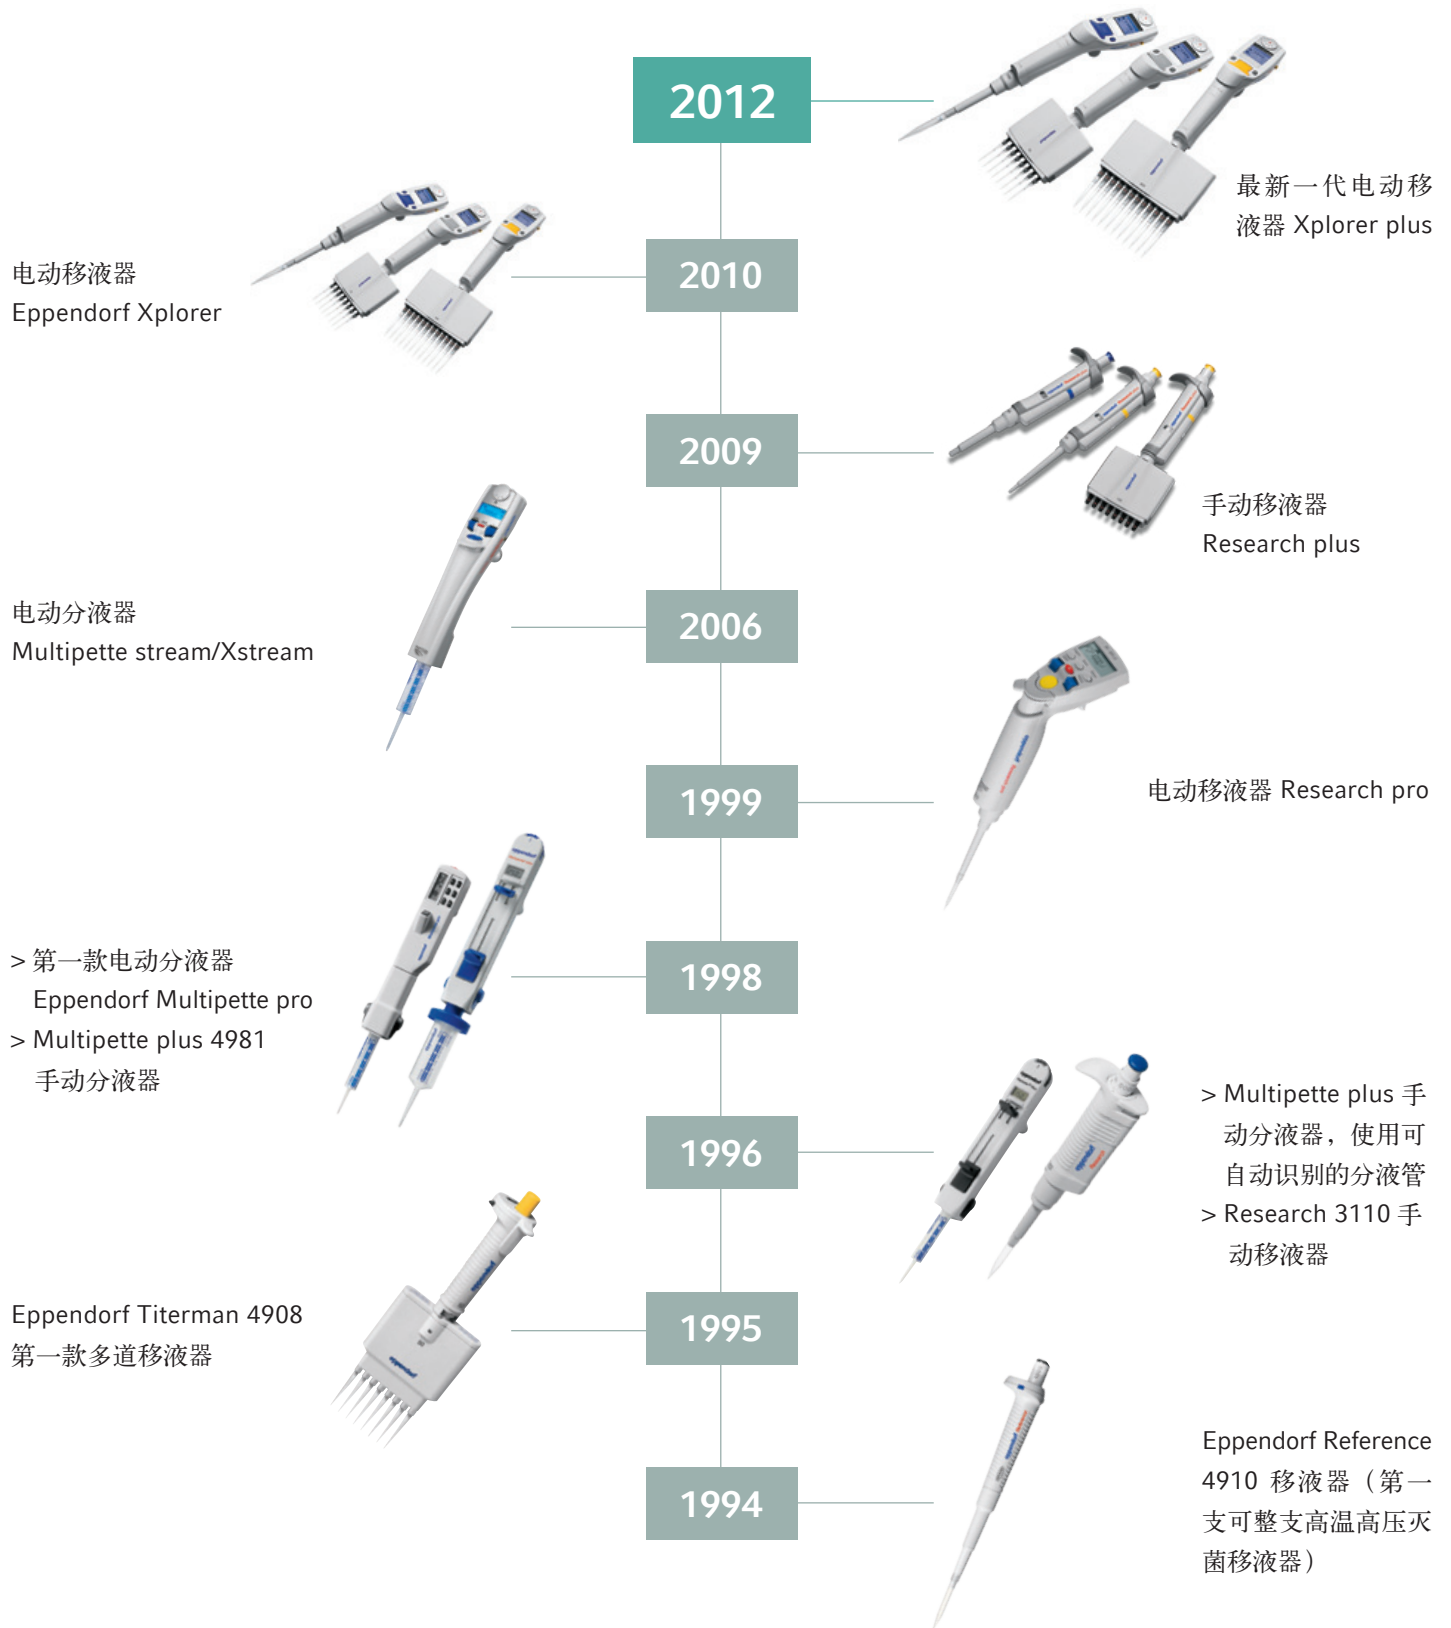 2012
最新一代电动移
液器 Xplorer plus
电动移液器
Eppendorf Xplorer
2010
2009
手动移液器
Research plus
电动分液器
Multipette stream/Xstream
2006
1999
电动移液器 Research pro
> 第一款电动分液器
Eppendorf Multipette pro
> Multipette plus 4981
手动分液器
1998
1996
> Multipette plus 手
动分液器，使用可
自动识别的分液管
> Research 3110 手
动移液器
Eppendorf Titerman 4908
第一款多道移液器
1995
1994
Eppendorf Reference
4910 移液器（第一
支可整支高温高压灭
菌移液器）